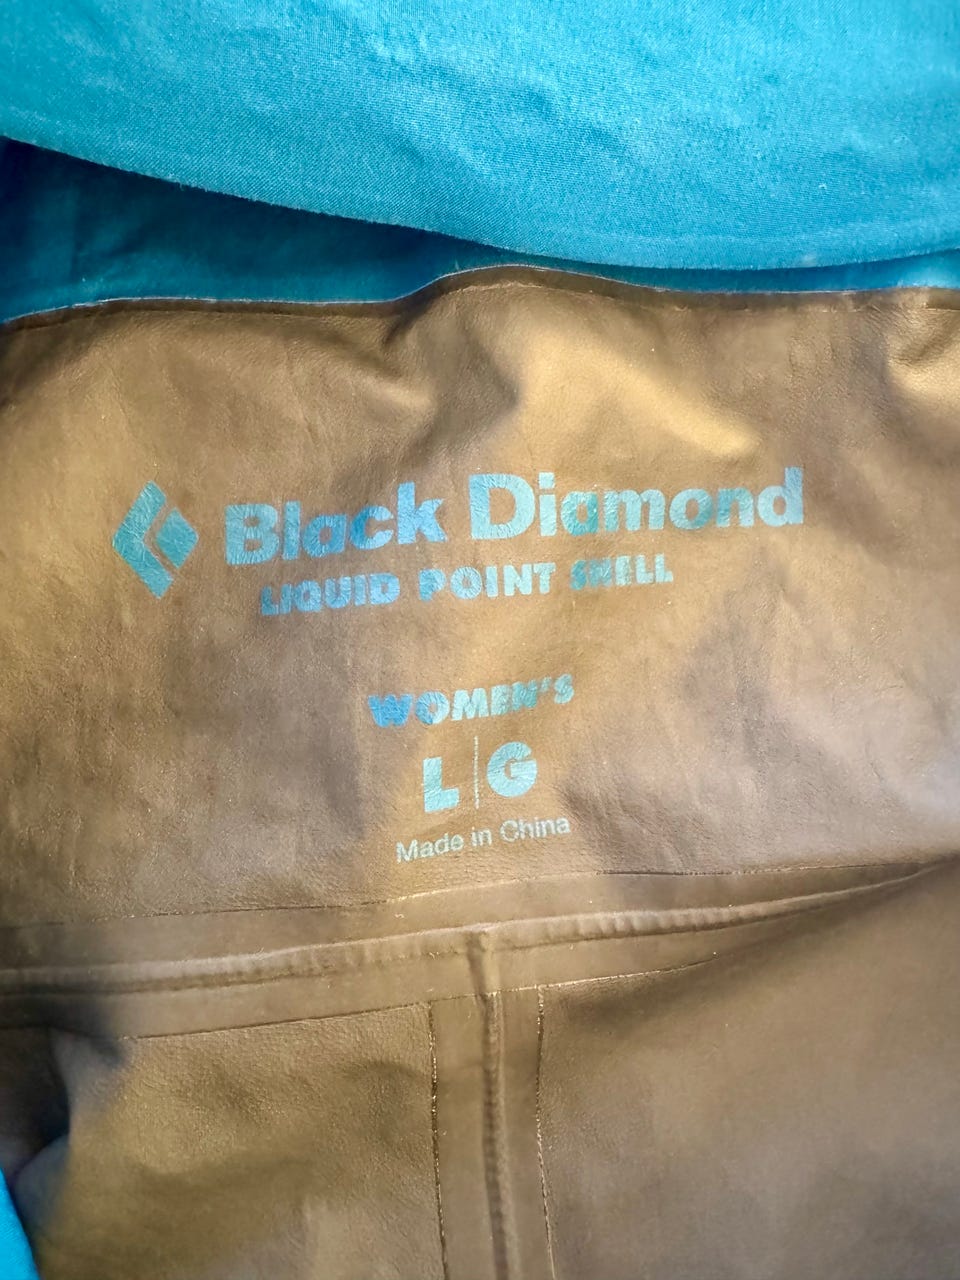 Black Diamond
LIQUID POINT SHELL
WOMEN'S
L|G
Made in China